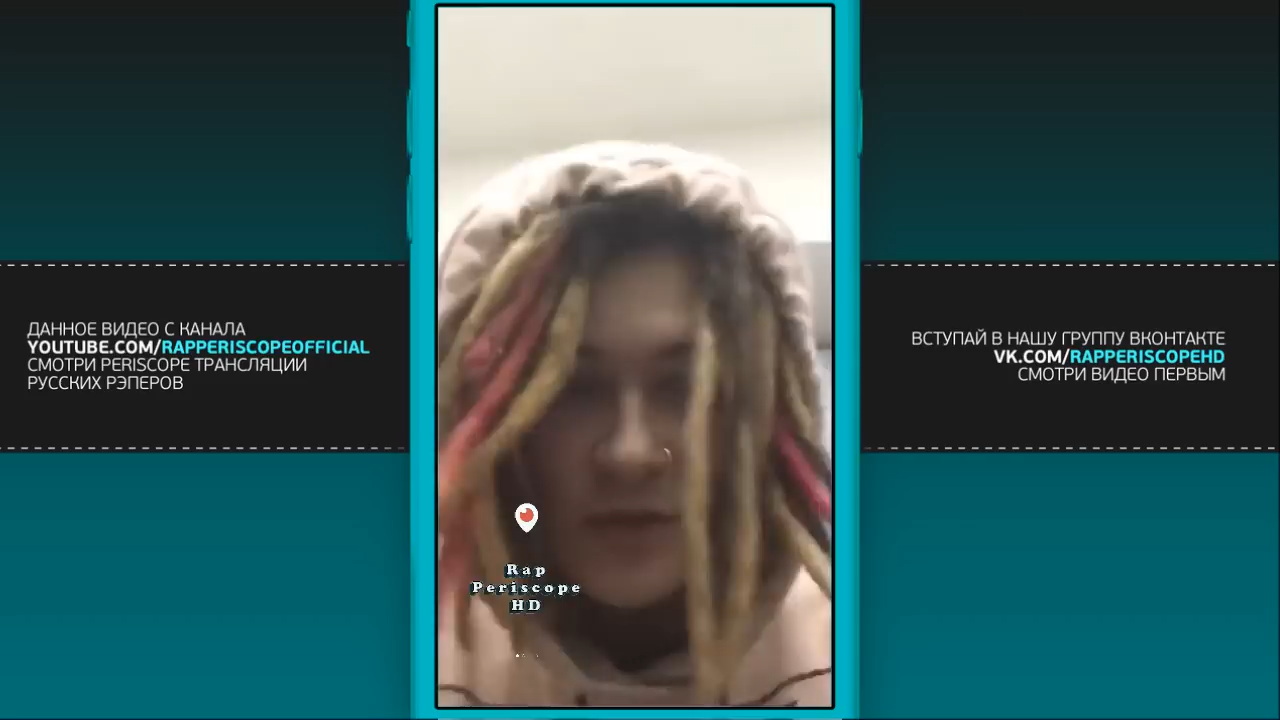 ДАННОЕ ВИДЕО С КАНАЛА
YOUTUBE.COM/RAPPERISCOPEOFFICIAL
СМОТРИ PERISCOPE ТРАНСЛЯЦИИ
РУССКИХ РЭПЕРОВ
Rap
Periscope
HD
ВСТУПАЙ В НАШУ ГРУППУ ВКОНТАКТЕ
VK.COM/RAPPERISCOPEHD
СМОТРИ ВИДЕО ПЕРВЫМ